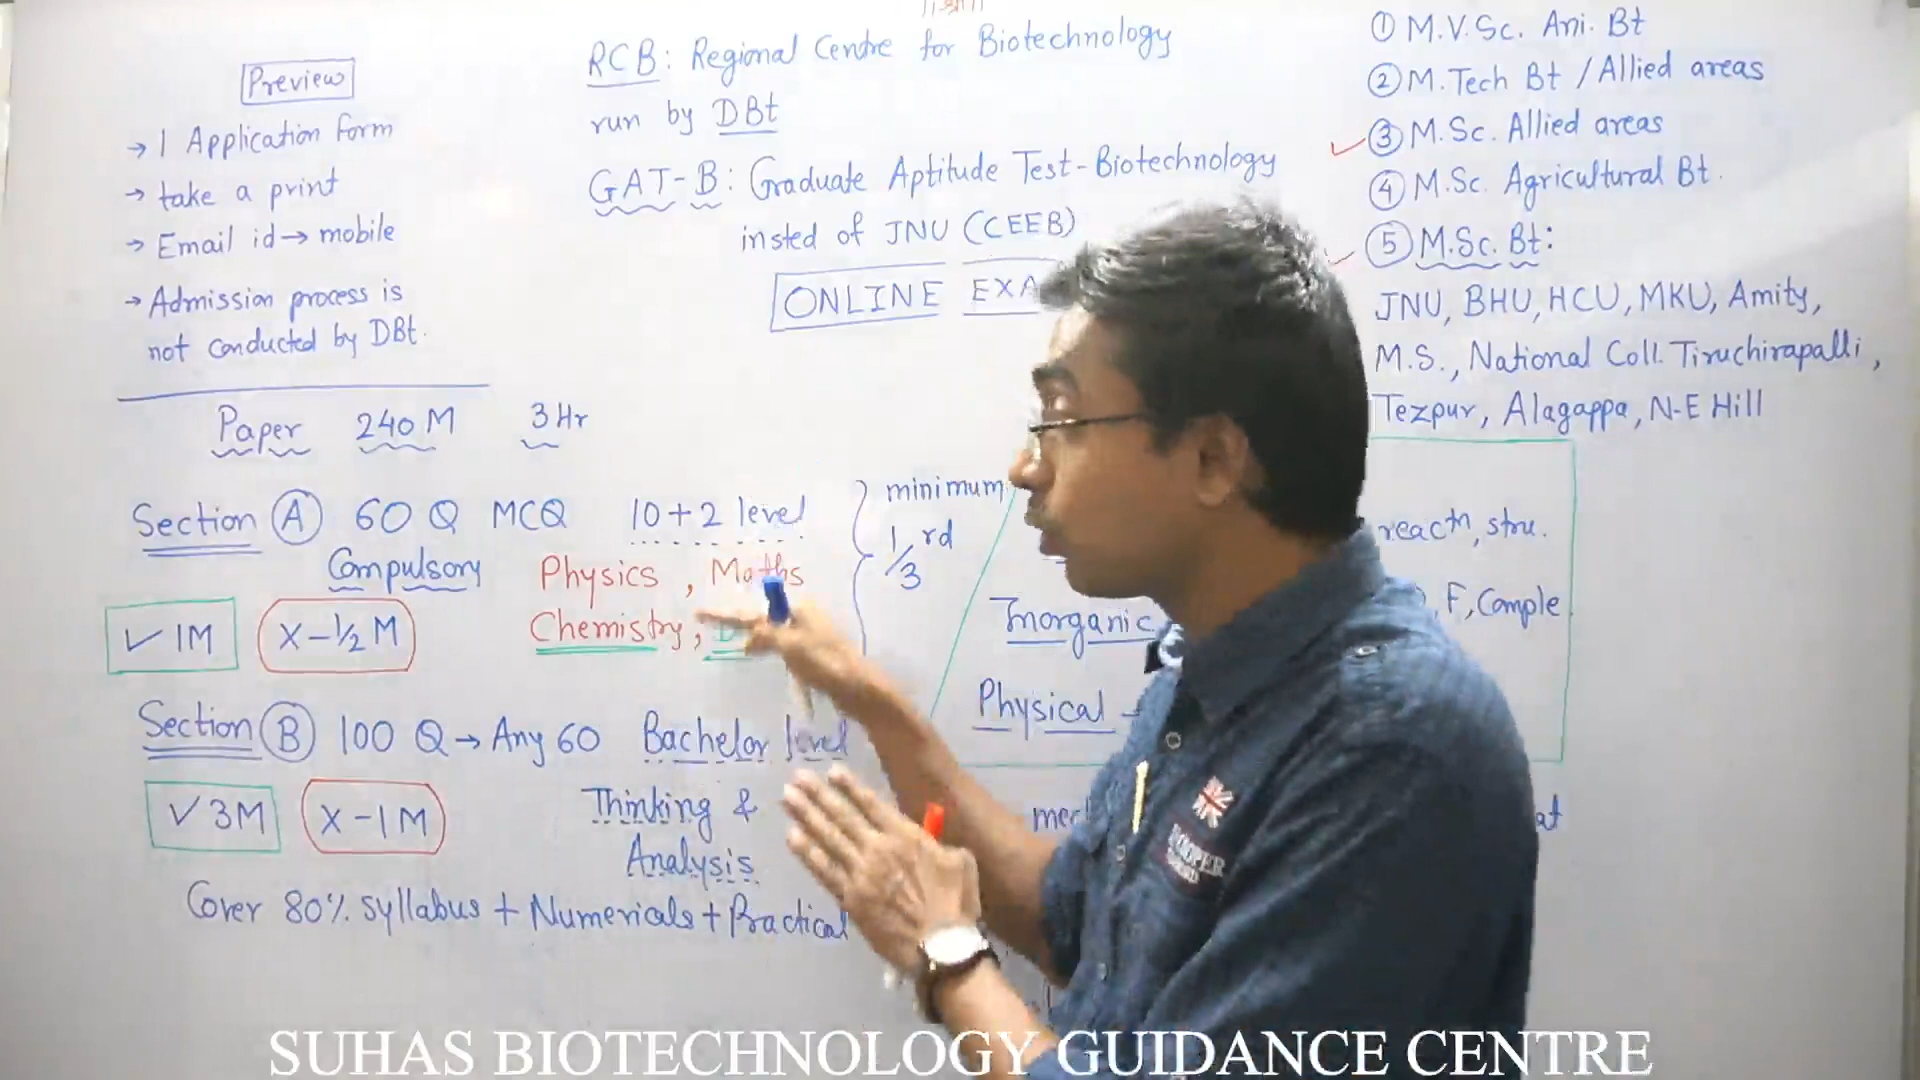 Preview
→ 1 Application form
→ take a print
→ Email id → mobile
→ Admission process is
not conducted by DBt.
RCB: Regional Centre for Biotechnology
run by DBt
GAT-B: Graduate Aptitude Test-Biotechnology
insted of JNU (CEEB)
ONLINE EXA
① M.V.Sc. Ani. Bt
② M.Tech Bt / Allied areas
③ M.Sc. Allied areas
④ M.Sc. Agricultural Bt.
⑤ M.Sc. Bt:
JNU, BHU, HCU, MKU, Amity,
M.S., National Coll. Tiruchirapalli,
Tezpur, Alagappa, N-E Hill
Paper 240 M 3 Hr
Section A 60 Q MCQ 10+2 level
Compulsory Physics, Maths
Chemistry,
✓ 1M X -½ M
minimum
1/3 rd
reactn, stru.
Inorganic F, Comple
Physical -
Section B 100 Q → Any 60 Bachelor level
✓ 3M X -1 M
Thinking &
Analysis
Cover 80% syllabus + Numericals + Practical
SUHAS BIOTECHNOLOGY GUIDANCE CENTRE